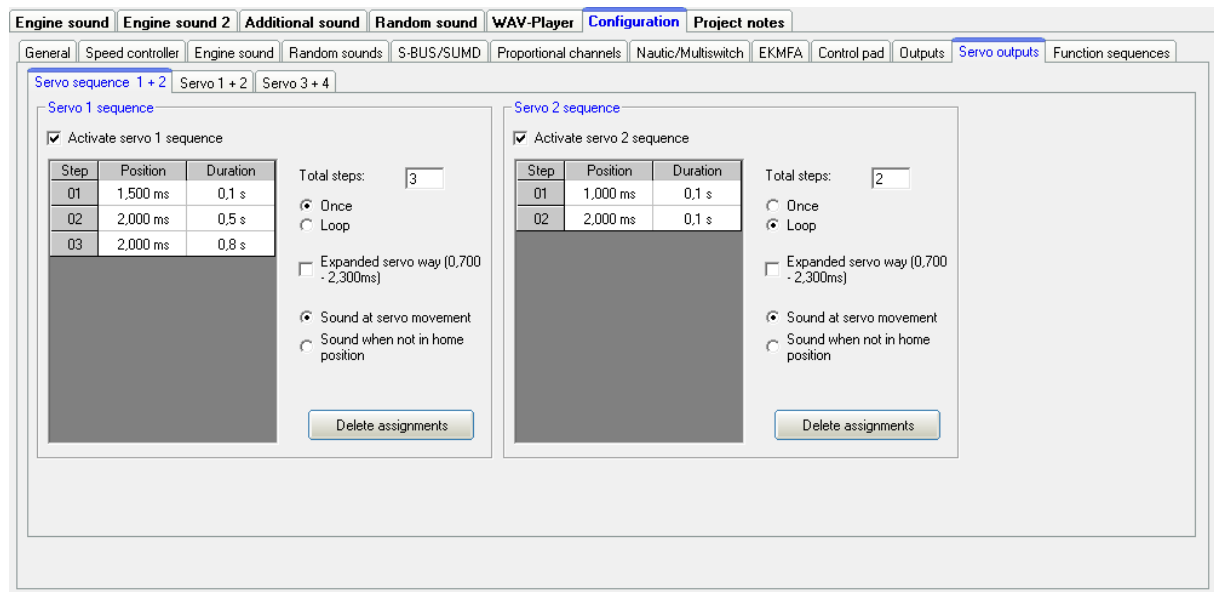 Engine sound Engine sound 2 Additional sound Random sound WAV-Player Configuration Project notes
General Speed controller Engine sound Random sounds S-BUS/SUMD Proportional channels Nautic/Multiswitch EKMFA Control pad Outputs Servo outputs Function sequences
Servo sequence 1 + 2 Servo 1 + 2 Servo 3 + 4
Servo 1 sequence
Activate servo 1 sequence
Step Position Duration
01 1,500 ms 0,1 s
02 2,000 ms 0,5 s
03 2,000 ms 0,8 s
Total steps: 3
Once
Loop
Expanded servo way (0,700
- 2,300ms)
Sound at servo movement
Sound when not in home
position
Delete assignments
Servo 2 sequence
Activate servo 2 sequence
Step Position Duration
01 1,000 ms 0,1 s
02 2,000 ms 0,1 s
Total steps: 2
Once
Loop
Expanded servo way (0,700
- 2,300ms)
Sound at servo movement
Sound when not in home
position
Delete assignments